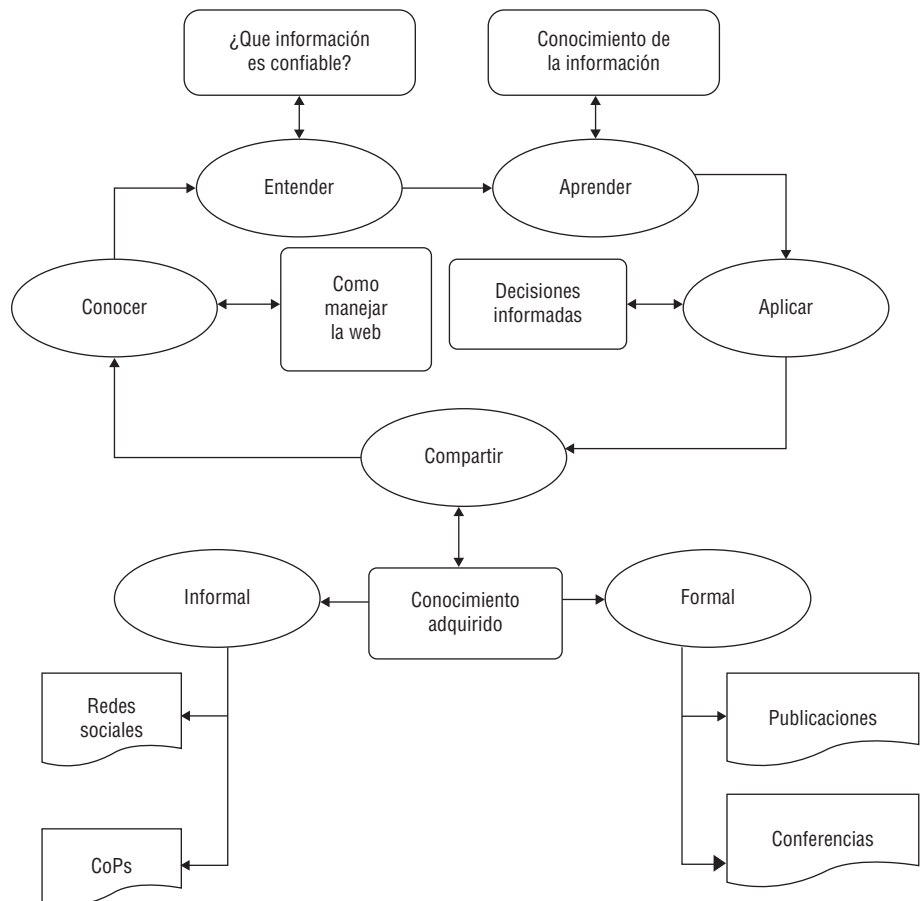 ¿Que información
es confiable?
Conocimiento de
la información
Entender
Aprender
Conocer
Como
manejar
la web
Decisiones
informadas
Aplicar
Compartir
Informal
Conocimiento
adquirido
Formal
Redes
sociales
Publicaciones
CoPs
Conferencias